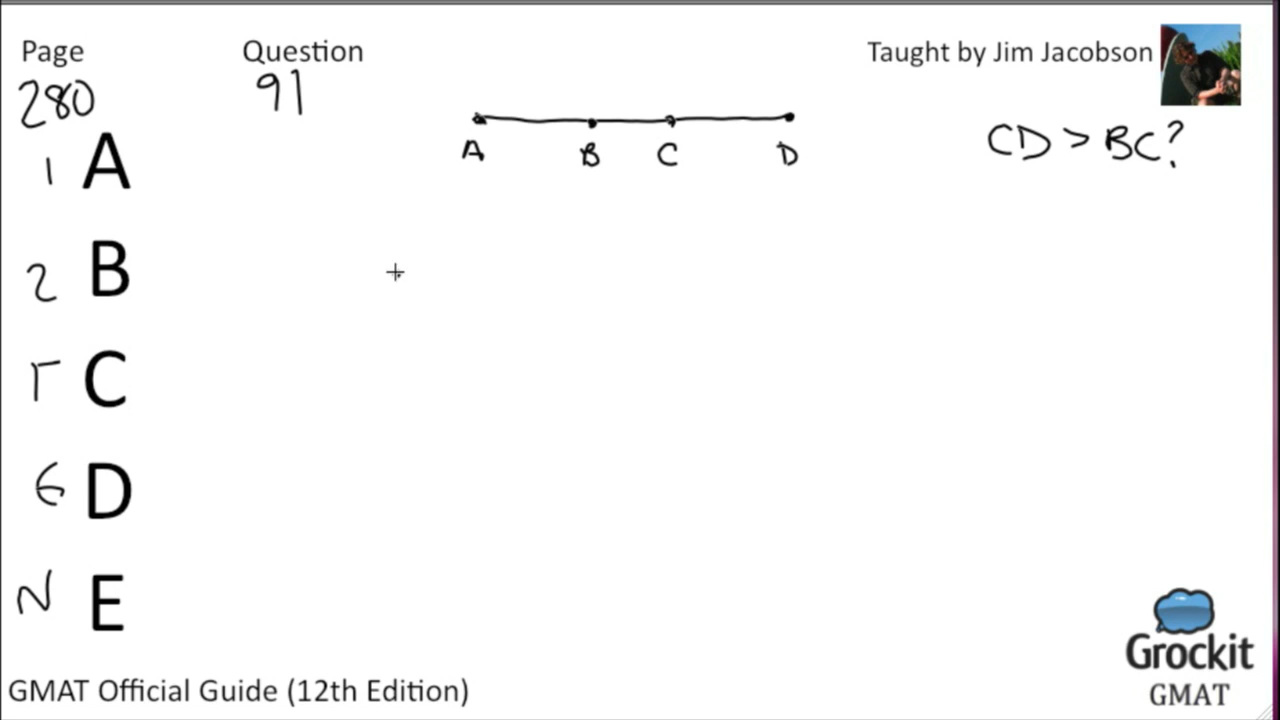 Page Question Taught by Jim Jacobson
280 91
A B C D CD > BC?
1 A
2 B
T C
E D
N E
Grockit
GMAT
GMAT Official Guide (12th Edition)